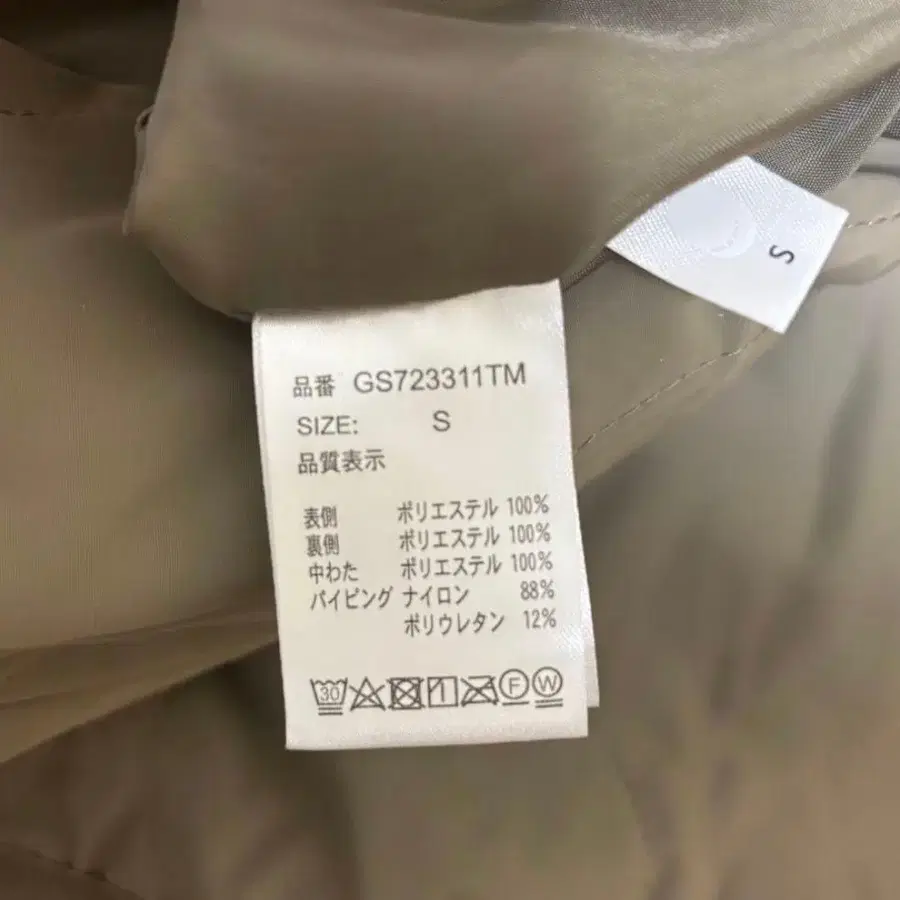 品番 GS723311TM
SIZE: S
品質表示
表側 ポリエステル 100%
裏側 ポリエステル 100%
中わた ポリエステル 100%
パイピング ナイロン 88%
ポリウレタン 12%
30 F W
S